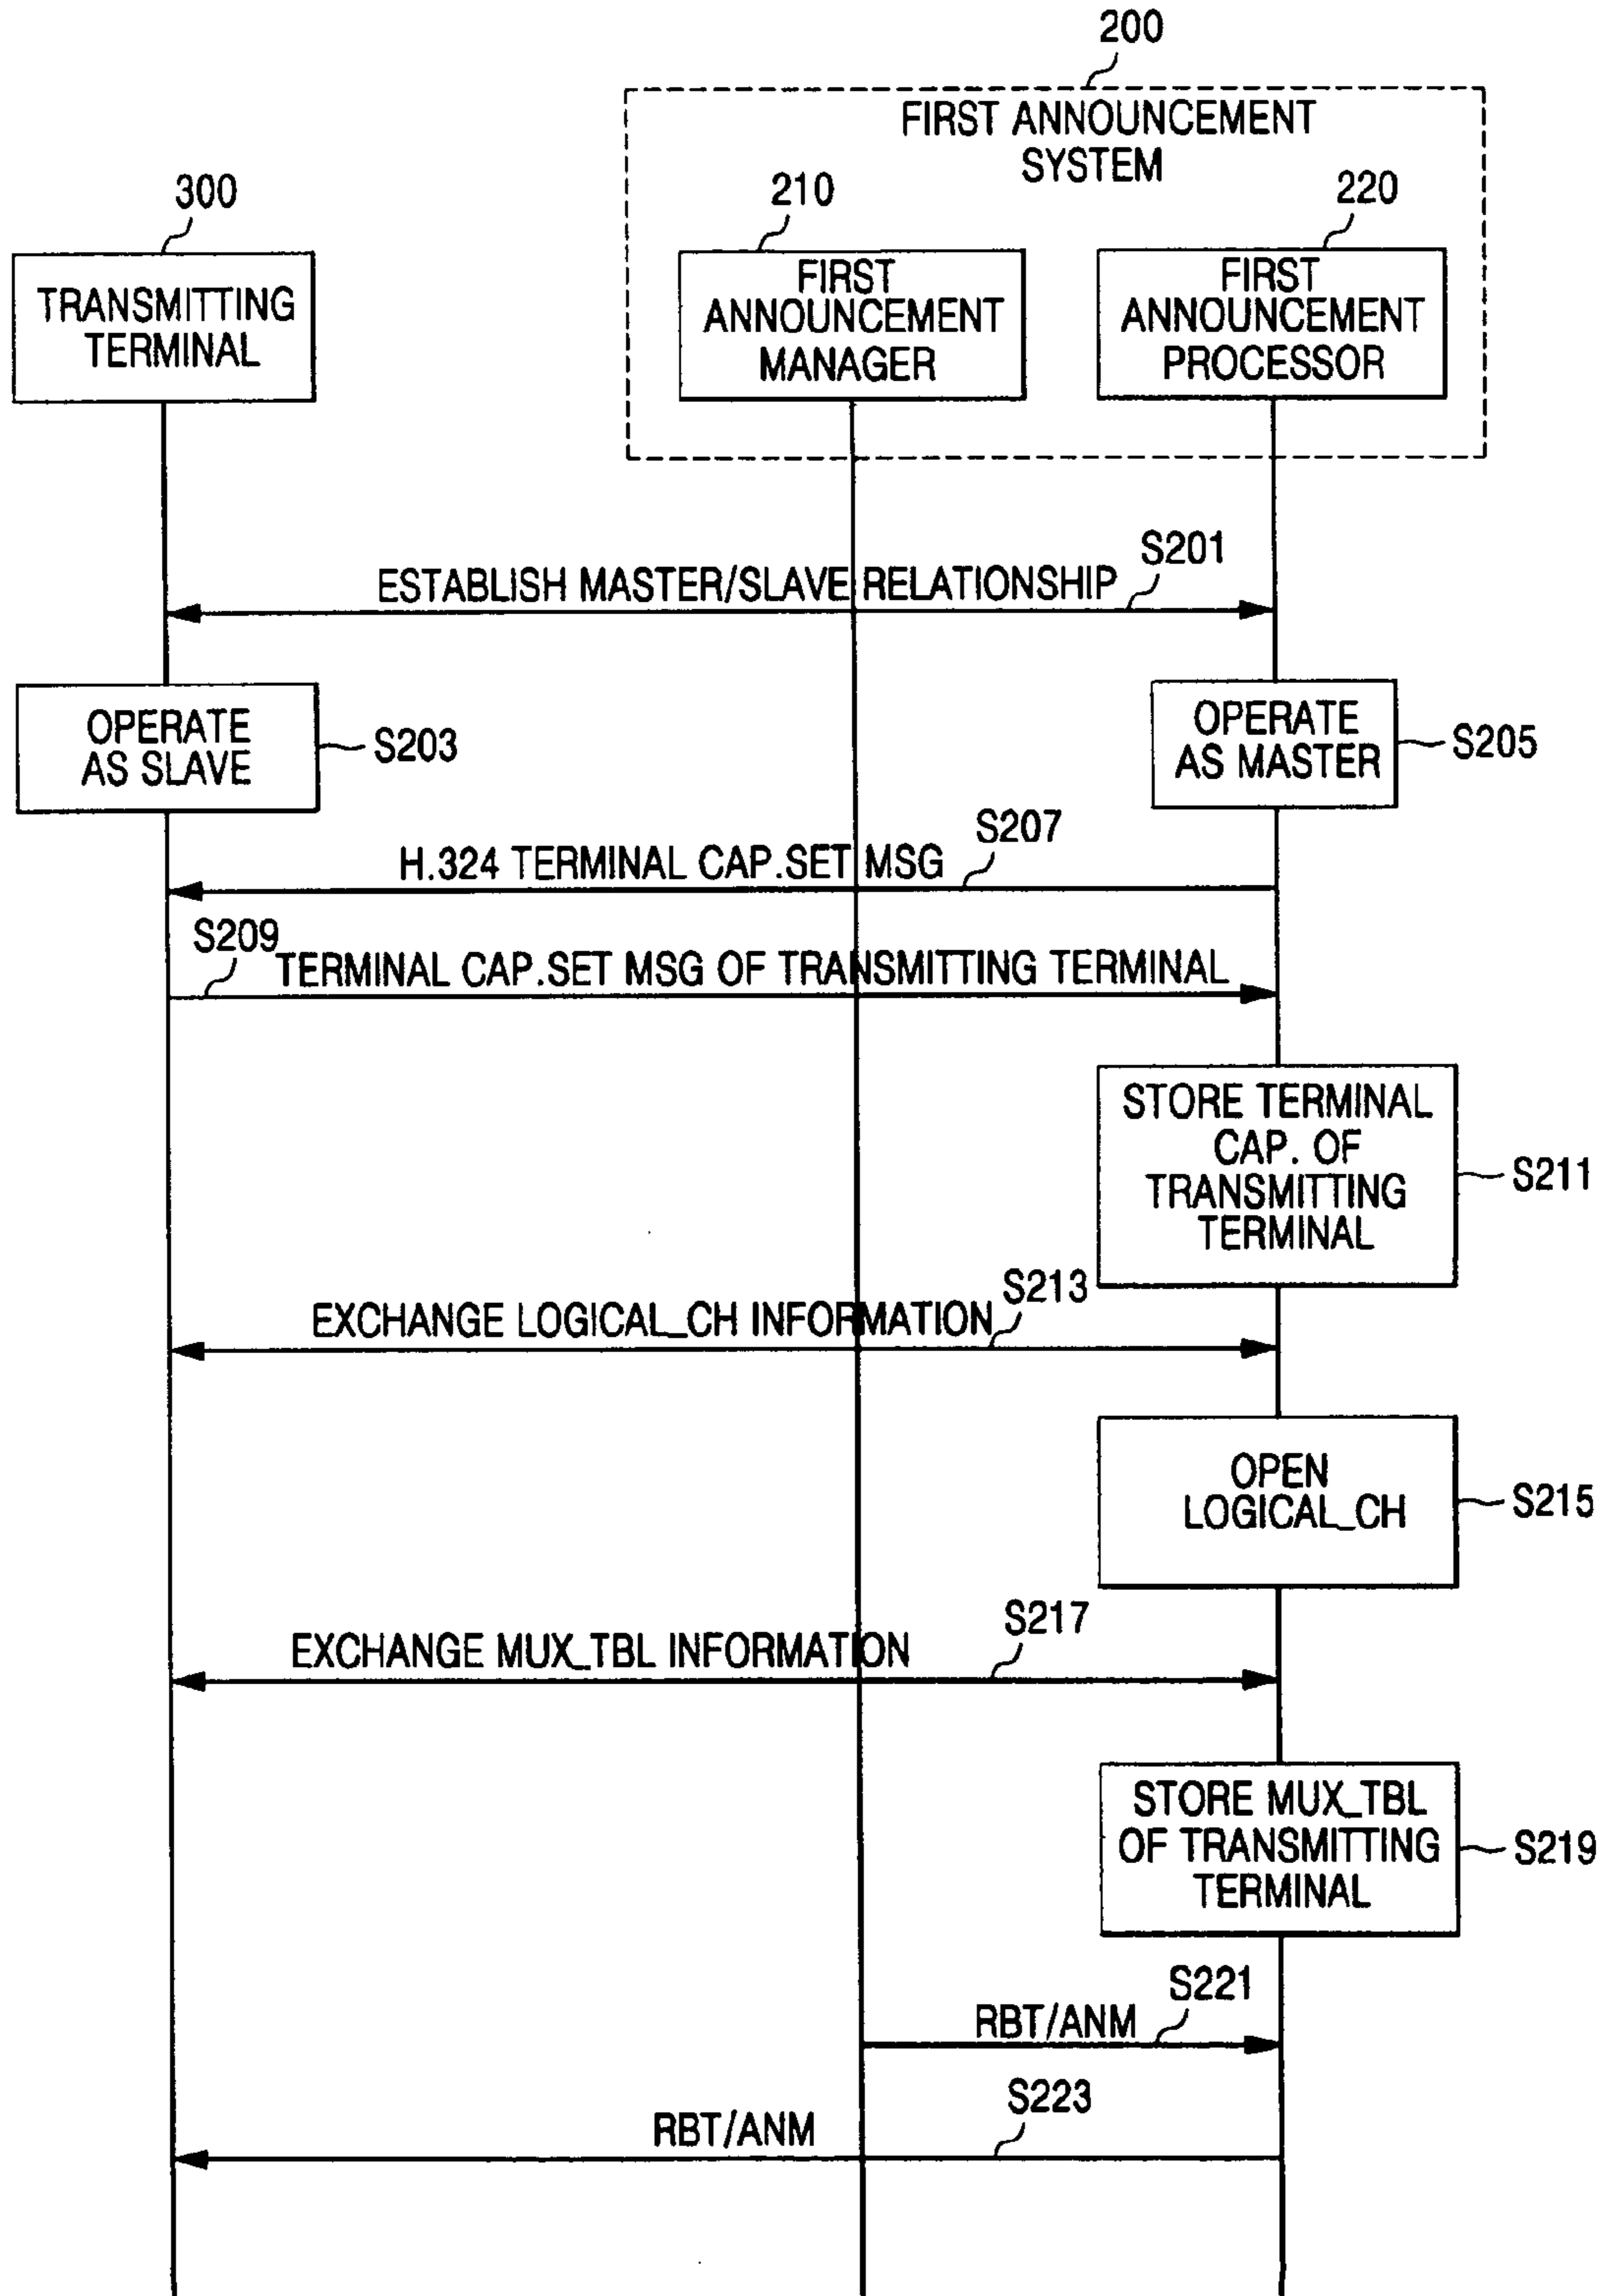 200
FIRST ANNOUNCEMENT
SYSTEM
300
210
220
TRANSMITTING
TERMINAL
FIRST
ANNOUNCEMENT
MANAGER
FIRST
ANNOUNCEMENT
PROCESSOR
S201
ESTABLISH MASTER/SLAVE RELATIONSHIP
OPERATE
AS SLAVE
S203
OPERATE
AS MASTER
S205
S207
H.324 TERMINAL CAP.SET MSG
S209
TERMINAL CAP.SET MSG OF TRANSMITTING TERMINAL
STORE TERMINAL
CAP. OF
TRANSMITTING
TERMINAL
S211
S213
EXCHANGE LOGICAL_CH INFORMATION
OPEN
LOGICAL_CH
S215
S217
EXCHANGE MUX_TBL INFORMATION
STORE MUX_TBL
OF TRANSMITTING
TERMINAL
S219
S221
RBT/ANM
S223
RBT/ANM